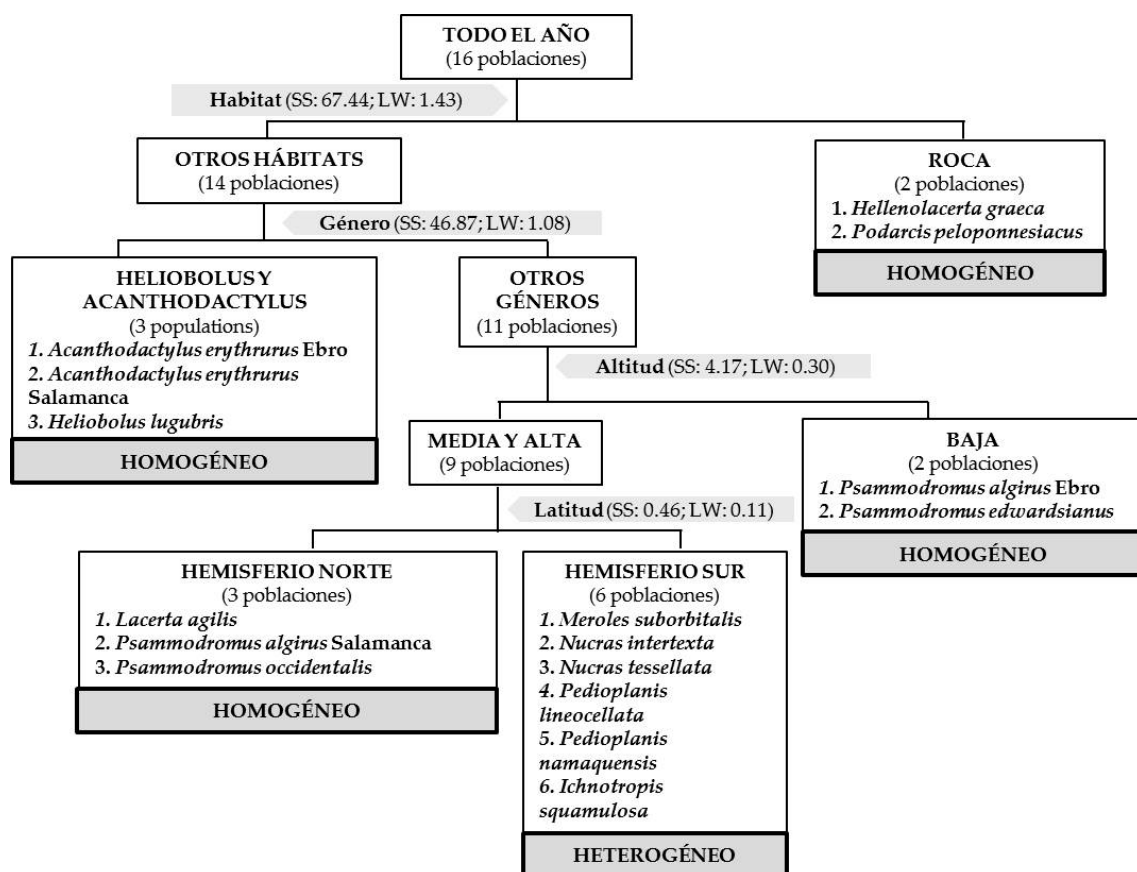 TODO EL AÑO
(16 poblaciones)
Habitat (SS: 67.44; LW: 1.43)
OTROS HÁBITATS
(14 poblaciones)
ROCA
(2 poblaciones)
1. Hellenolacerta graeca
2. Podarcis peloponnesiacus
HOMOGÉNEO
Género (SS: 46.87; LW: 1.08)
HELIOBOLUS Y
ACANTHODACTYLUS
(3 populations)
1. Acanthodactylus erythrurus Ebro
2. Acanthodactylus erythrurus
Salamanca
3. Heliobolus lugubris
HOMOGÉNEO
OTROS
GÉNEROS
(11 poblaciones)
Altitud (SS: 4.17; LW: 0.30)
MEDIA Y ALTA
(9 poblaciones)
BAJA
(2 poblaciones)
1. Psammodromus algirus Ebro
2. Psammodromus edwardsianus
HOMOGÉNEO
Latitud (SS: 0.46; LW: 0.11)
HEMISFERIO NORTE
(3 poblaciones)
1. Lacerta agilis
2. Psammodromus algirus Salamanca
3. Psammodromus occidentalis
HOMOGÉNEO
HEMISFERIO SUR
(6 poblaciones)
1. Meroles suborbitalis
2. Nucras intertexta
3. Nucras tessellata
4. Pedioplanis
lineocellata
5. Pedioplanis
namaquensis
6. Ichnotropis
squamulosa
HETEROGÉNEO